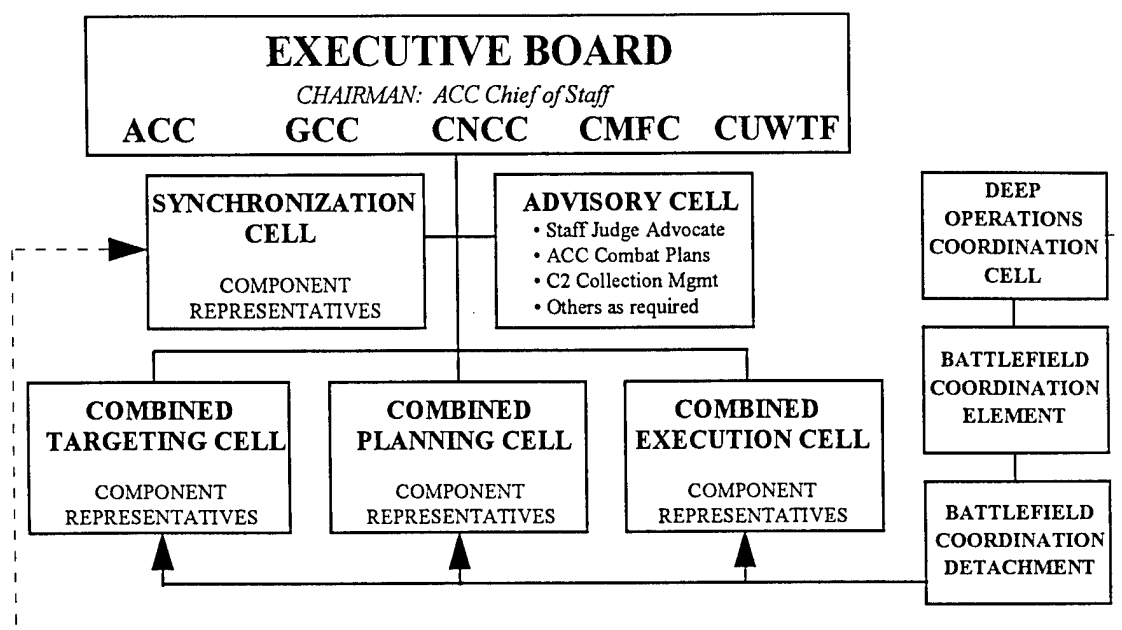 EXECUTIVE BOARD
CHAIRMAN: ACC Chief of Staff
ACC GCC CNCC CMFC CUWTF
SYNCHRONIZATION
CELL
COMPONENT
REPRESENTATIVES
ADVISORY CELL
• Staff Judge Advocate
• ACC Combat Plans
• C2 Collection Mgmt
• Others as required
DEEP
OPERATIONS
COORDINATION
CELL
BATTLEFIELD
COORDINATION
ELEMENT
COMBINED
TARGETING CELL
COMPONENT
REPRESENTATIVES
COMBINED
PLANNING CELL
COMPONENT
REPRESENTATIVES
COMBINED
EXECUTION CELL
COMPONENT
REPRESENTATIVES
BATTLEFIELD
COORDINATION
DETACHMENT